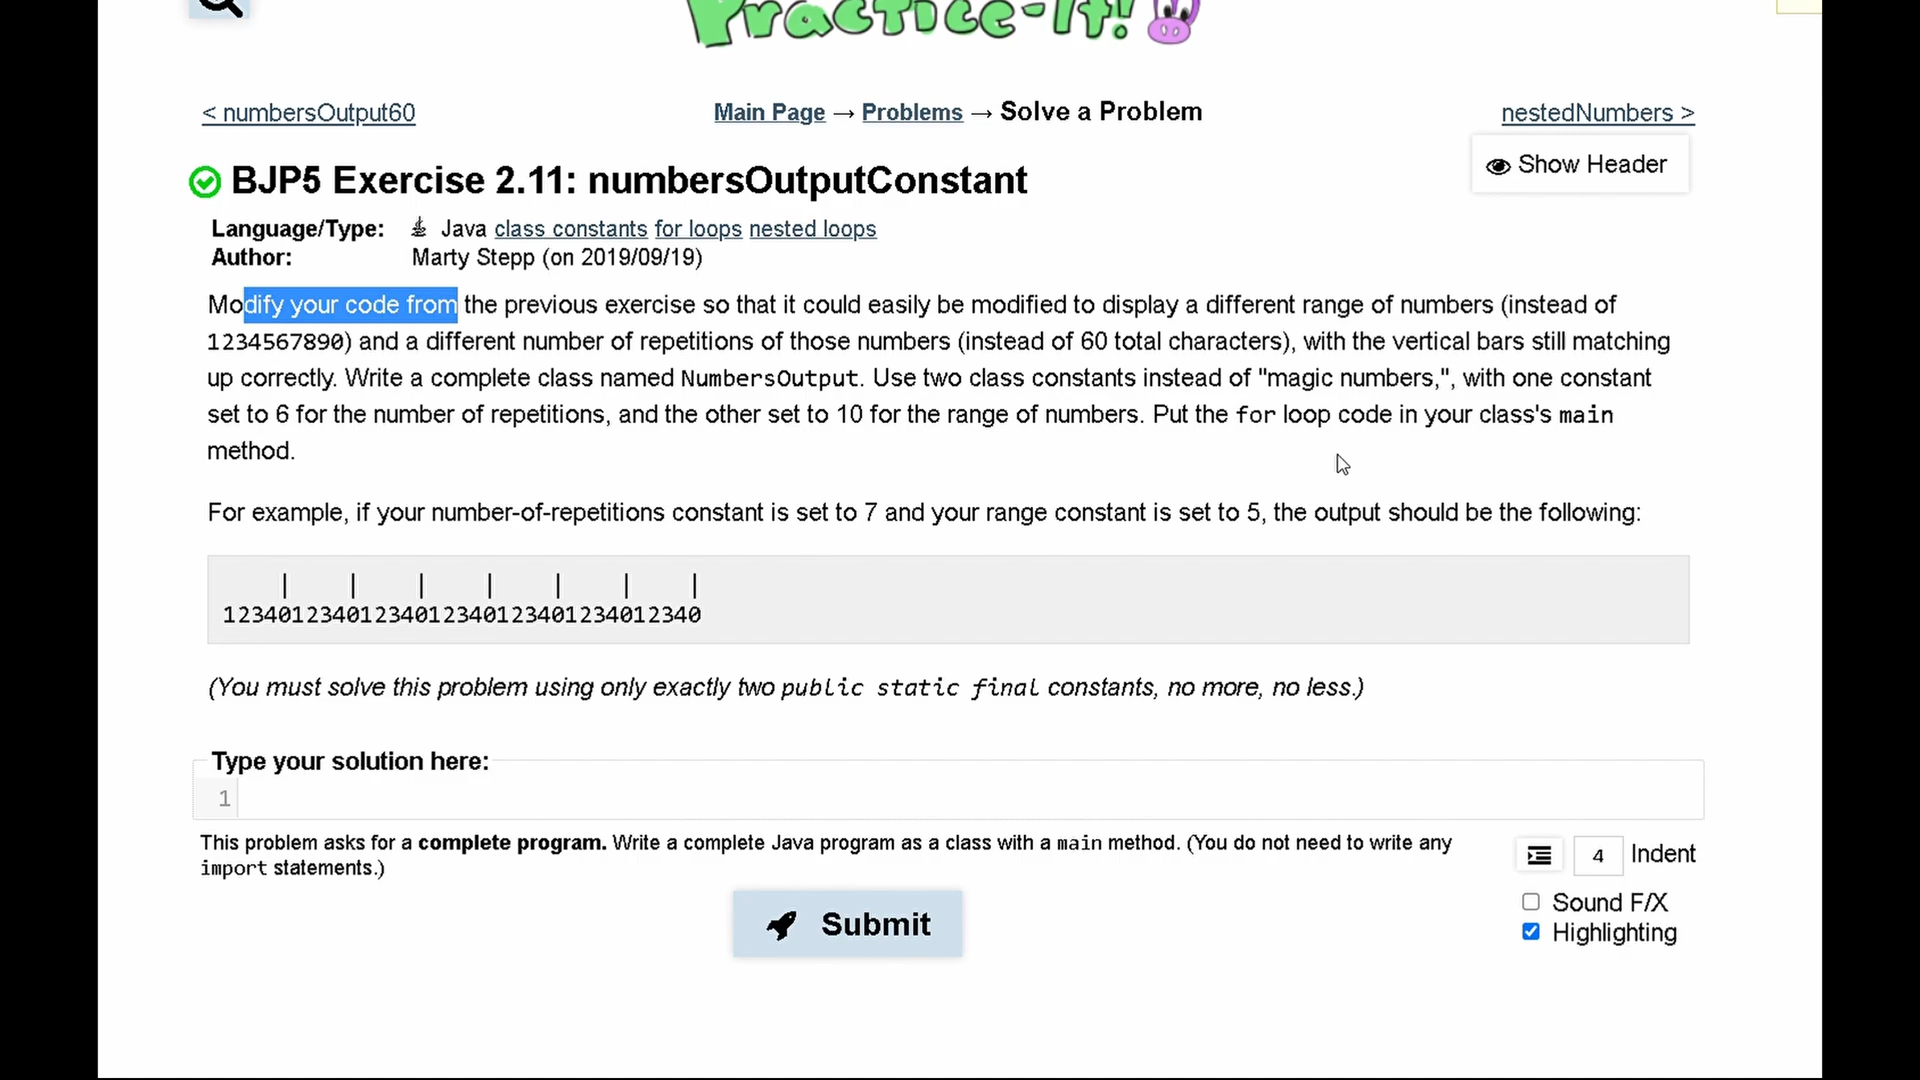 Practice-It!
< numbersOutput60
Main Page → Problems → Solve a Problem
nestedNumbers >
Show Header
BJP5 Exercise 2.11: numbersOutputConstant
Language/Type: Java class constants for loops nested loops
Author: Marty Stepp (on 2019/09/19)
Modify your code from the previous exercise so that it could easily be modified to display a different range of numbers (instead of
1234567890) and a different number of repetitions of those numbers (instead of 60 total characters), with the vertical bars still matching
up correctly. Write a complete class named NumbersOutput. Use two class constants instead of "magic numbers,", with one constant
set to 6 for the number of repetitions, and the other set to 10 for the range of numbers. Put the for loop code in your class's main
method.
For example, if your number-of-repetitions constant is set to 7 and your range constant is set to 5, the output should be the following:
    |    |    |    |    |    |    |
12340123401234012340123401234012340
(You must solve this problem using only exactly two public static final constants, no more, no less.)
Type your solution here:
1
This problem asks for a complete program. Write a complete Java program as a class with a main method. (You do not need to write any
import statements.)
4 Indent
Sound F/X
Highlighting
Submit